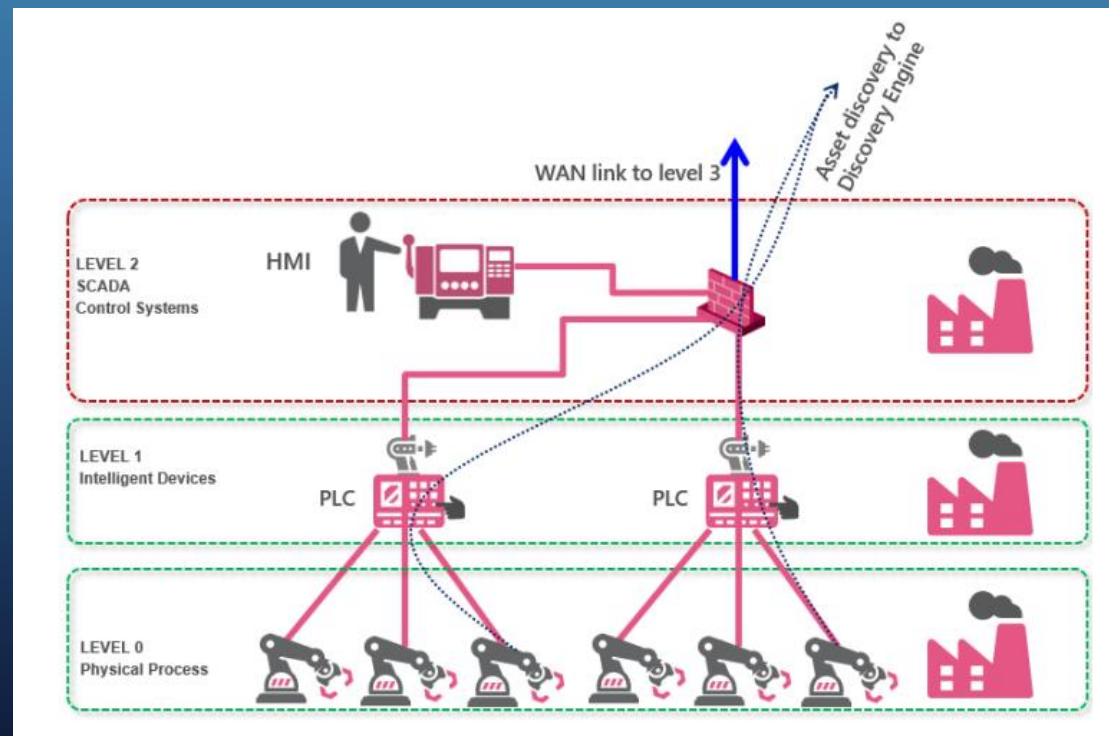 Asset discovery to
Discovery Engine
WAN link to level 3
LEVEL 2
SCADA
Control Systems
HMI
LEVEL 1
Intelligent Devices
PLC
PLC
LEVEL 0
Physical Process